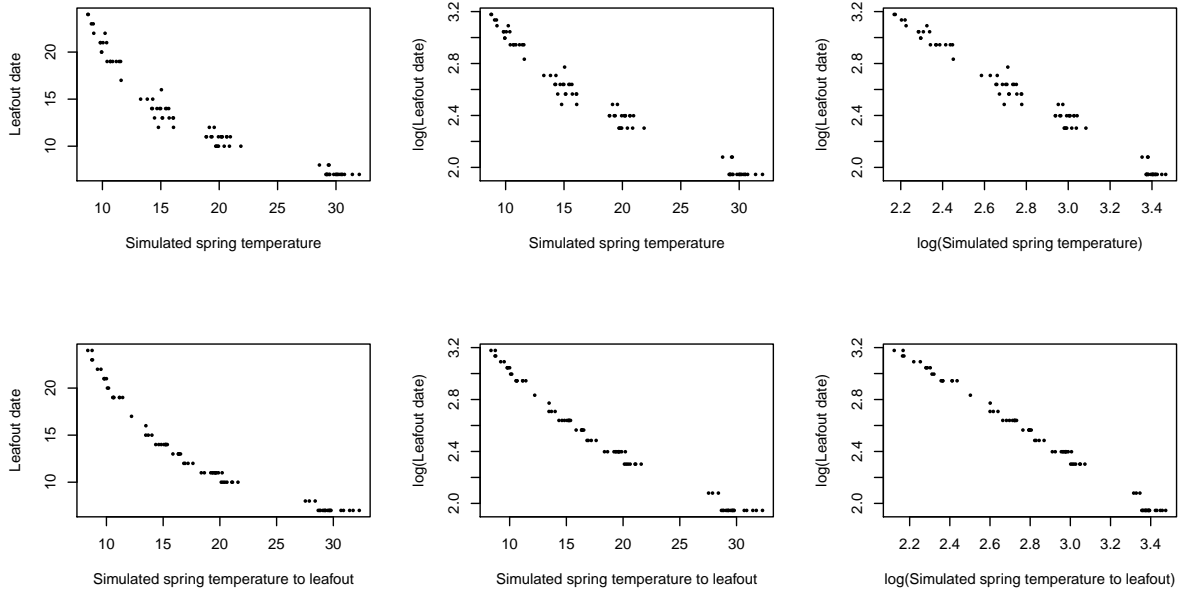 Leafout date
10 15 20
10 15 20 25 30
Simulated spring temperature
log(Leafout date)
2.0 2.4 2.8 3.2
10 15 20 25 30
Simulated spring temperature
log(Leafout date)
2.0 2.4 2.8 3.2
2.2 2.4 2.6 2.8 3.0 3.2 3.4
log(Simulated spring temperature)
Leafout date
10 15 20
10 15 20 25 30
Simulated spring temperature to leafout
log(Leafout date)
2.0 2.4 2.8 3.2
10 15 20 25 30
Simulated spring temperature to leafout
log(Leafout date)
2.0 2.4 2.8 3.2
2.2 2.4 2.6 2.8 3.0 3.2 3.4
log(Simulated spring temperature to leafout)